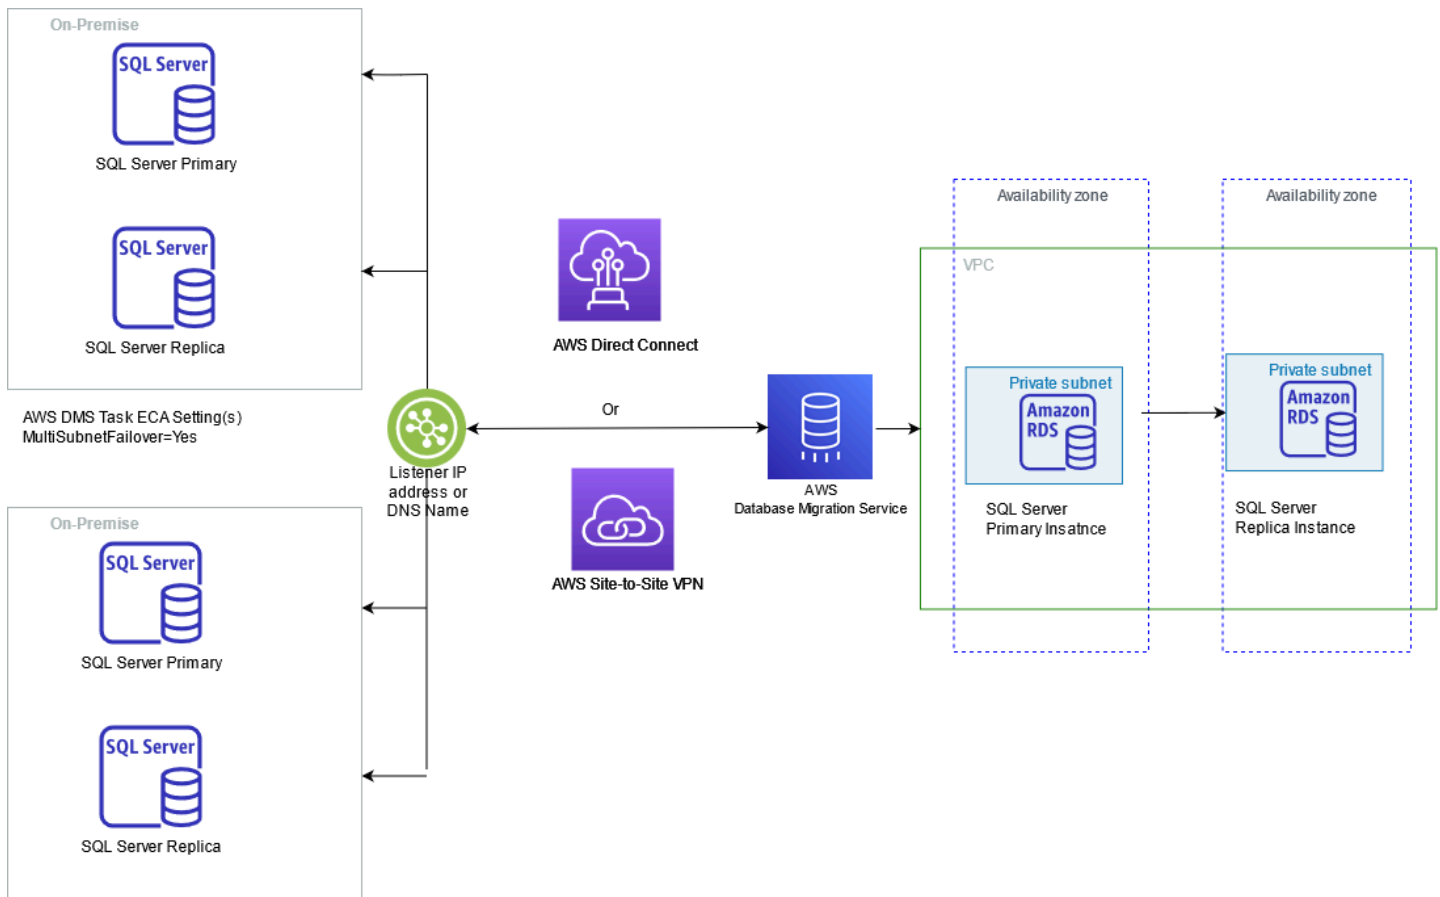 On-Premise
SQL Server
SQL Server Primary
SQL Server
SQL Server Replica
AWS DMS Task ECA Setting(s)
MultiSubnetFailover=Yes
On-Premise
SQL Server
SQL Server Primary
SQL Server
SQL Server Replica
Listener IP
address or
DNS Name
AWS Direct Connect
Or
AWS Site-to-Site VPN
AWS
Database Migration Service
Availability zone
Availability zone
VPC
Private subnet
Amazon
RDS
SQL Server
Primary Insatnce
Private subnet
Amazon
RDS
SQL Server
Replica Instance